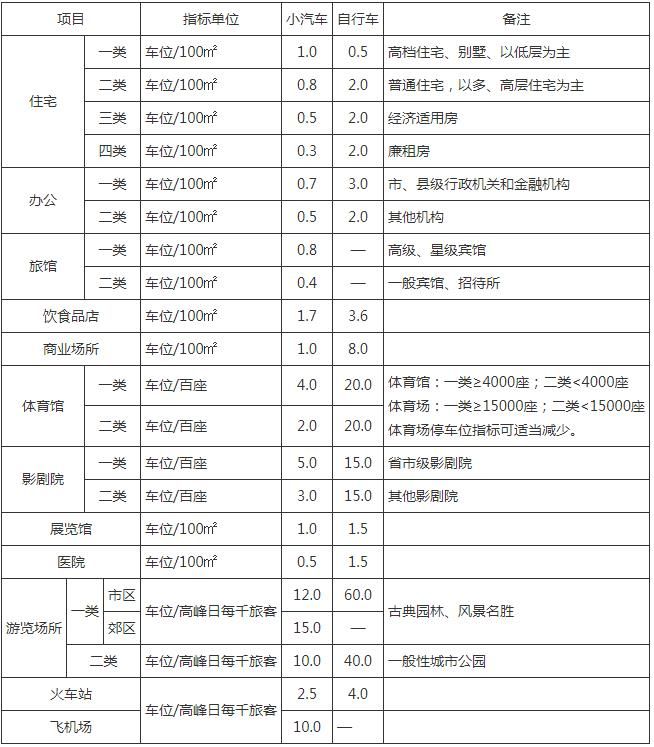 项目 指标单位 小汽车 自行车 备注
住宅 一类 车位/100㎡ 1.0 0.5 高档住宅、别墅、以低层为主
二类 车位/100㎡ 0.8 2.0 普通住宅，以多、高层住宅为主
三类 车位/100㎡ 0.5 2.0 经济适用房
四类 车位/100㎡ 0.3 2.0 廉租房
办公 一类 车位/100㎡ 0.7 3.0 市、县级行政机关和金融机构
二类 车位/100㎡ 0.5 2.0 其他机构
旅馆 一类 车位/100㎡ 0.8 — 高级、星级宾馆
二类 车位/100㎡ 0.4 — 一般宾馆、招待所
饮食品店 车位/100㎡ 1.7 3.6
商业场所 车位/100㎡ 1.0 8.0
体育馆 一类 车位/百座 4.0 20.0 体育馆：一类≥4000座；二类<4000座
体育场：一类≥15000座；二类<15000座
二类 车位/百座 2.0 20.0 体育场停车位指标可适当减少。
影剧院 一类 车位/百座 5.0 15.0 省市级影剧院
二类 车位/百座 3.0 15.0 其他影剧院
展览馆 车位/100㎡ 1.0 1.5
医院 车位/100㎡ 0.5 1.5
游览场所 一类 市区 车位/高峰日每千旅客 12.0 60.0 古典园林、风景名胜
郊区 15.0 —
二类 车位/高峰日每千旅客 10.0 40.0 一般性城市公园
火车站 车位/高峰日每千旅客 2.5 4.0
飞机场 10.0 —